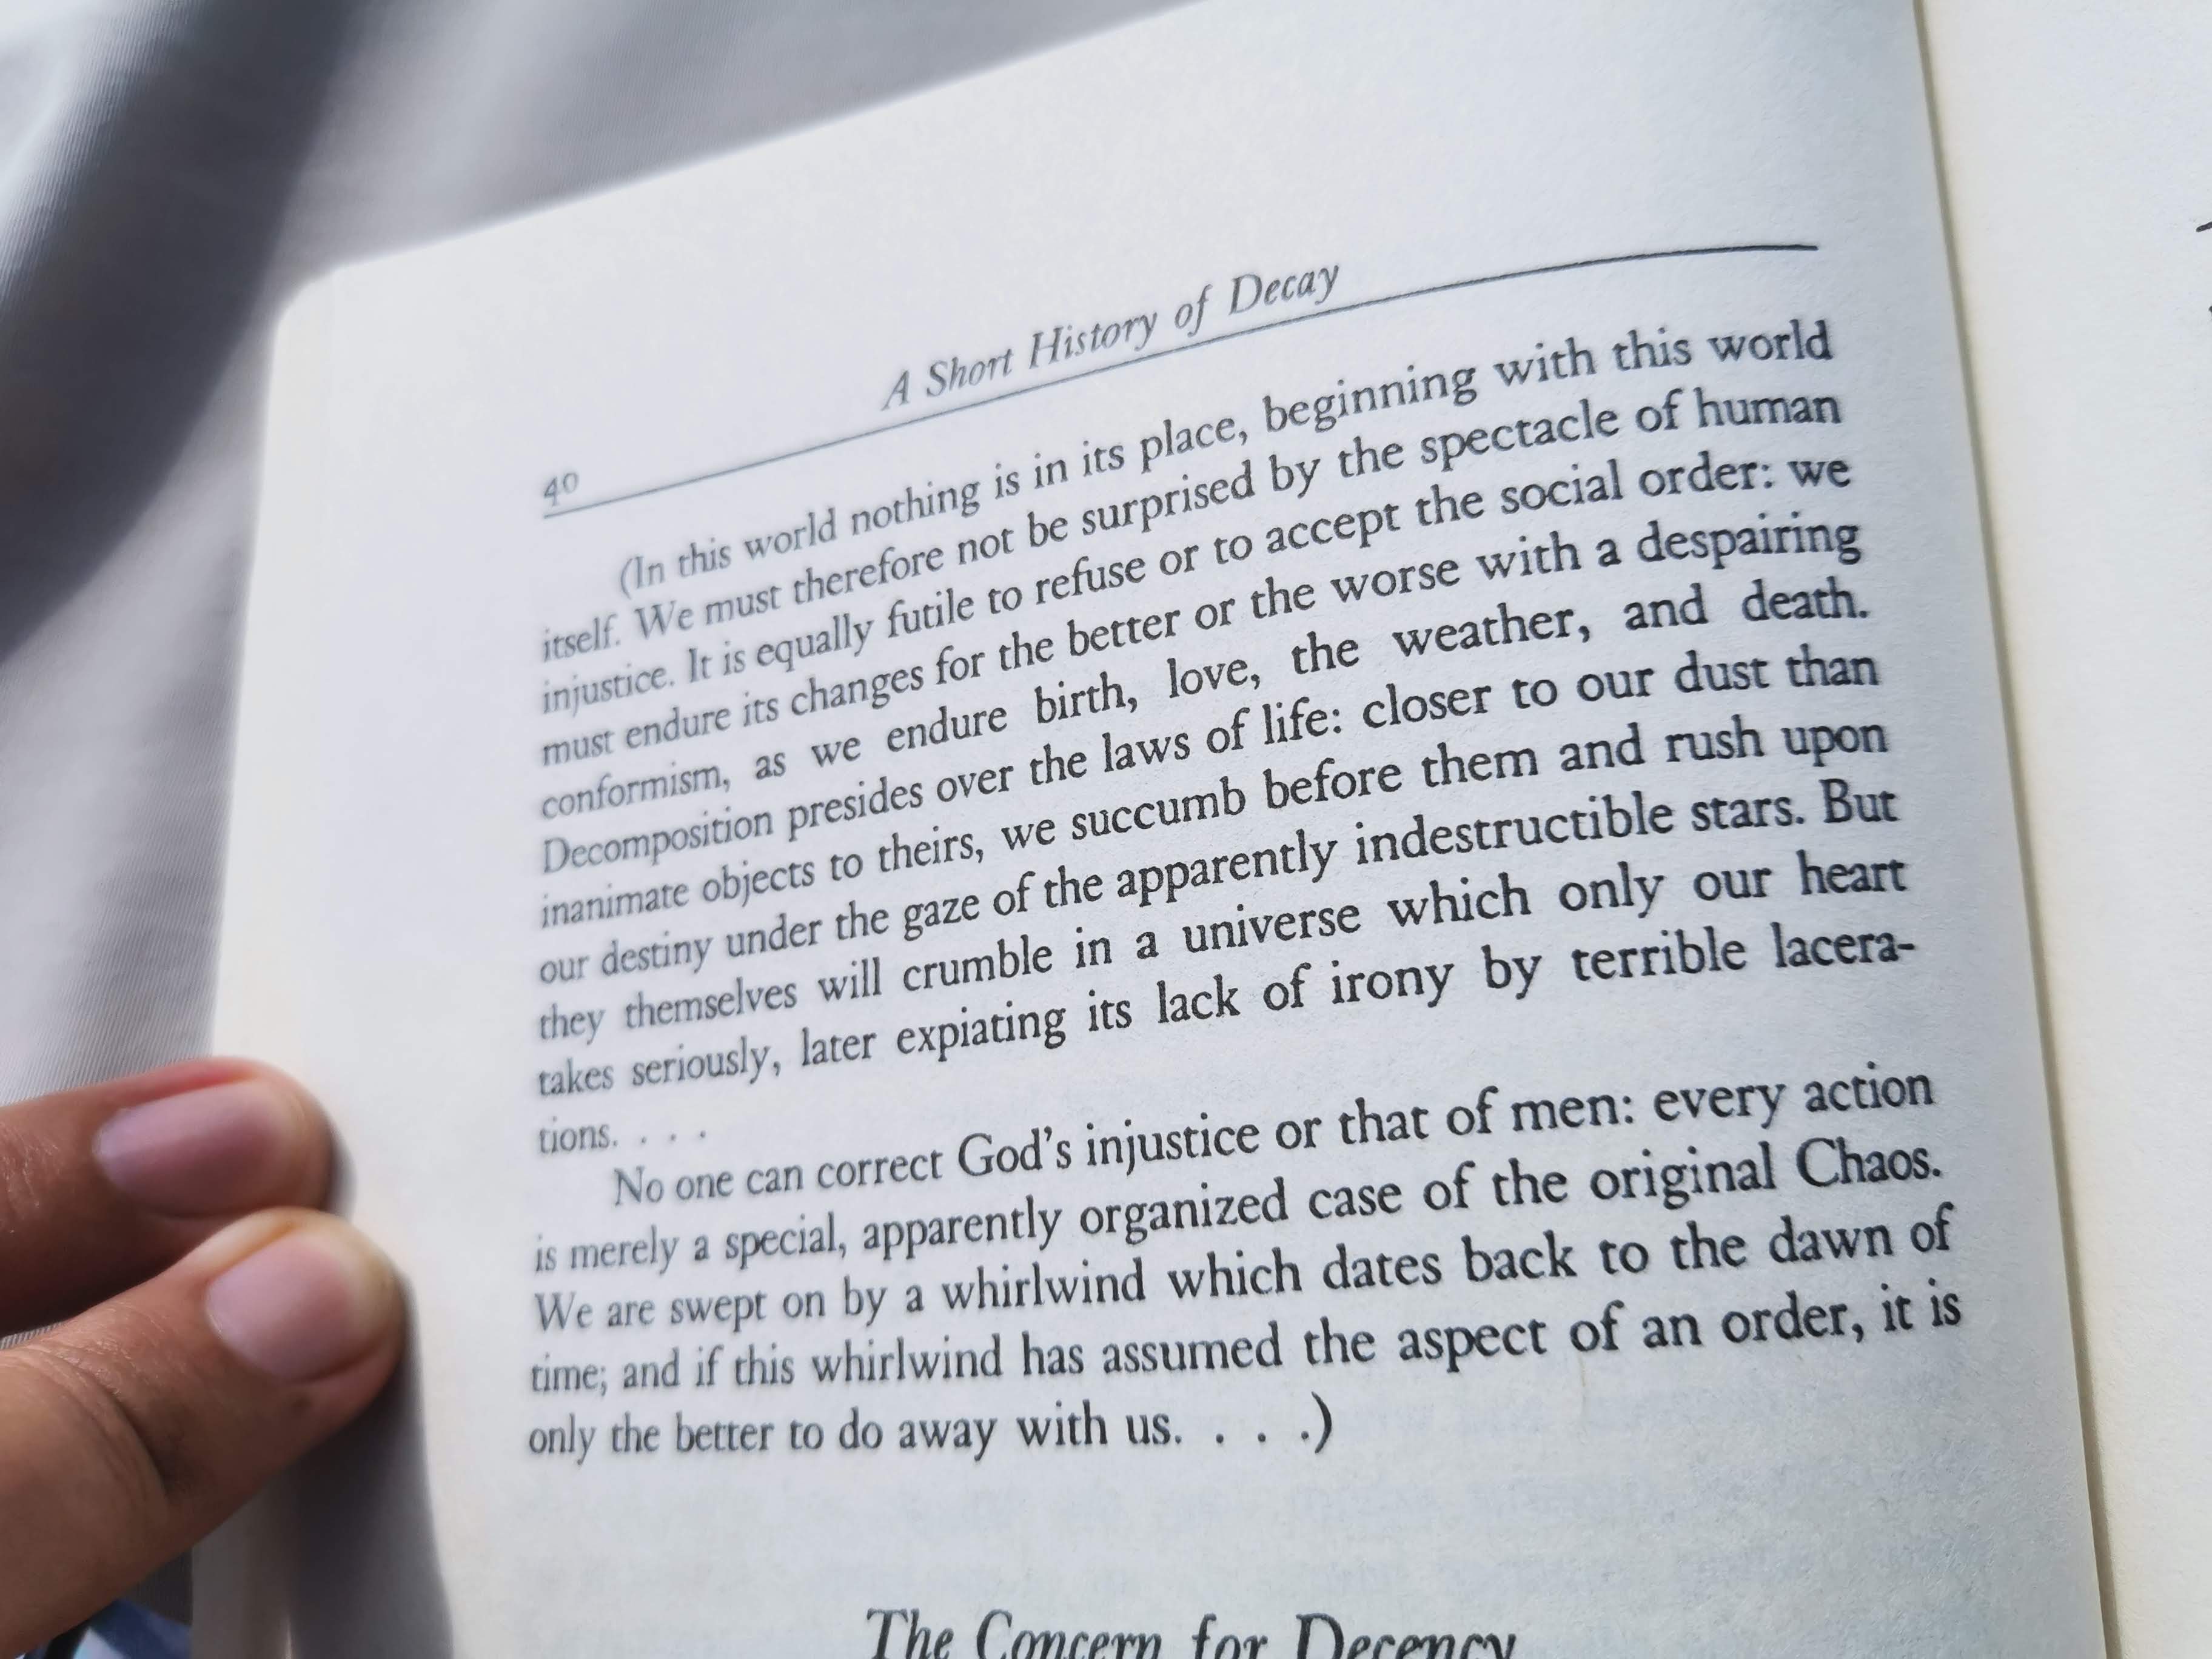 A Short History of Decay
40
(In this world nothing is in its place, beginning with this world
itself. We must therefore not be surprised by the spectacle of human
injustice. It is equally futile to refuse or to accept the social order: we
must endure its changes for the better or the worse with a despairing
conformism, as we endure birth, love, the weather, and death.
Decomposition presides over the laws of life: closer to our dust than
inanimate objects to theirs, we succumb before them and rush upon
our destiny under the gaze of the apparently indestructible stars. But
they themselves will crumble in a universe which only our heart
takes seriously, later expiating its lack of irony by terrible lacera-
tions. . . .
No one can correct God's injustice or that of men: every action
is merely a special, apparently organized case of the original Chaos.
We are swept on by a whirlwind which dates back to the dawn of
time; and if this whirlwind has assumed the aspect of an order, it is
only the better to do away with us. . . .)
The Concern for Decency